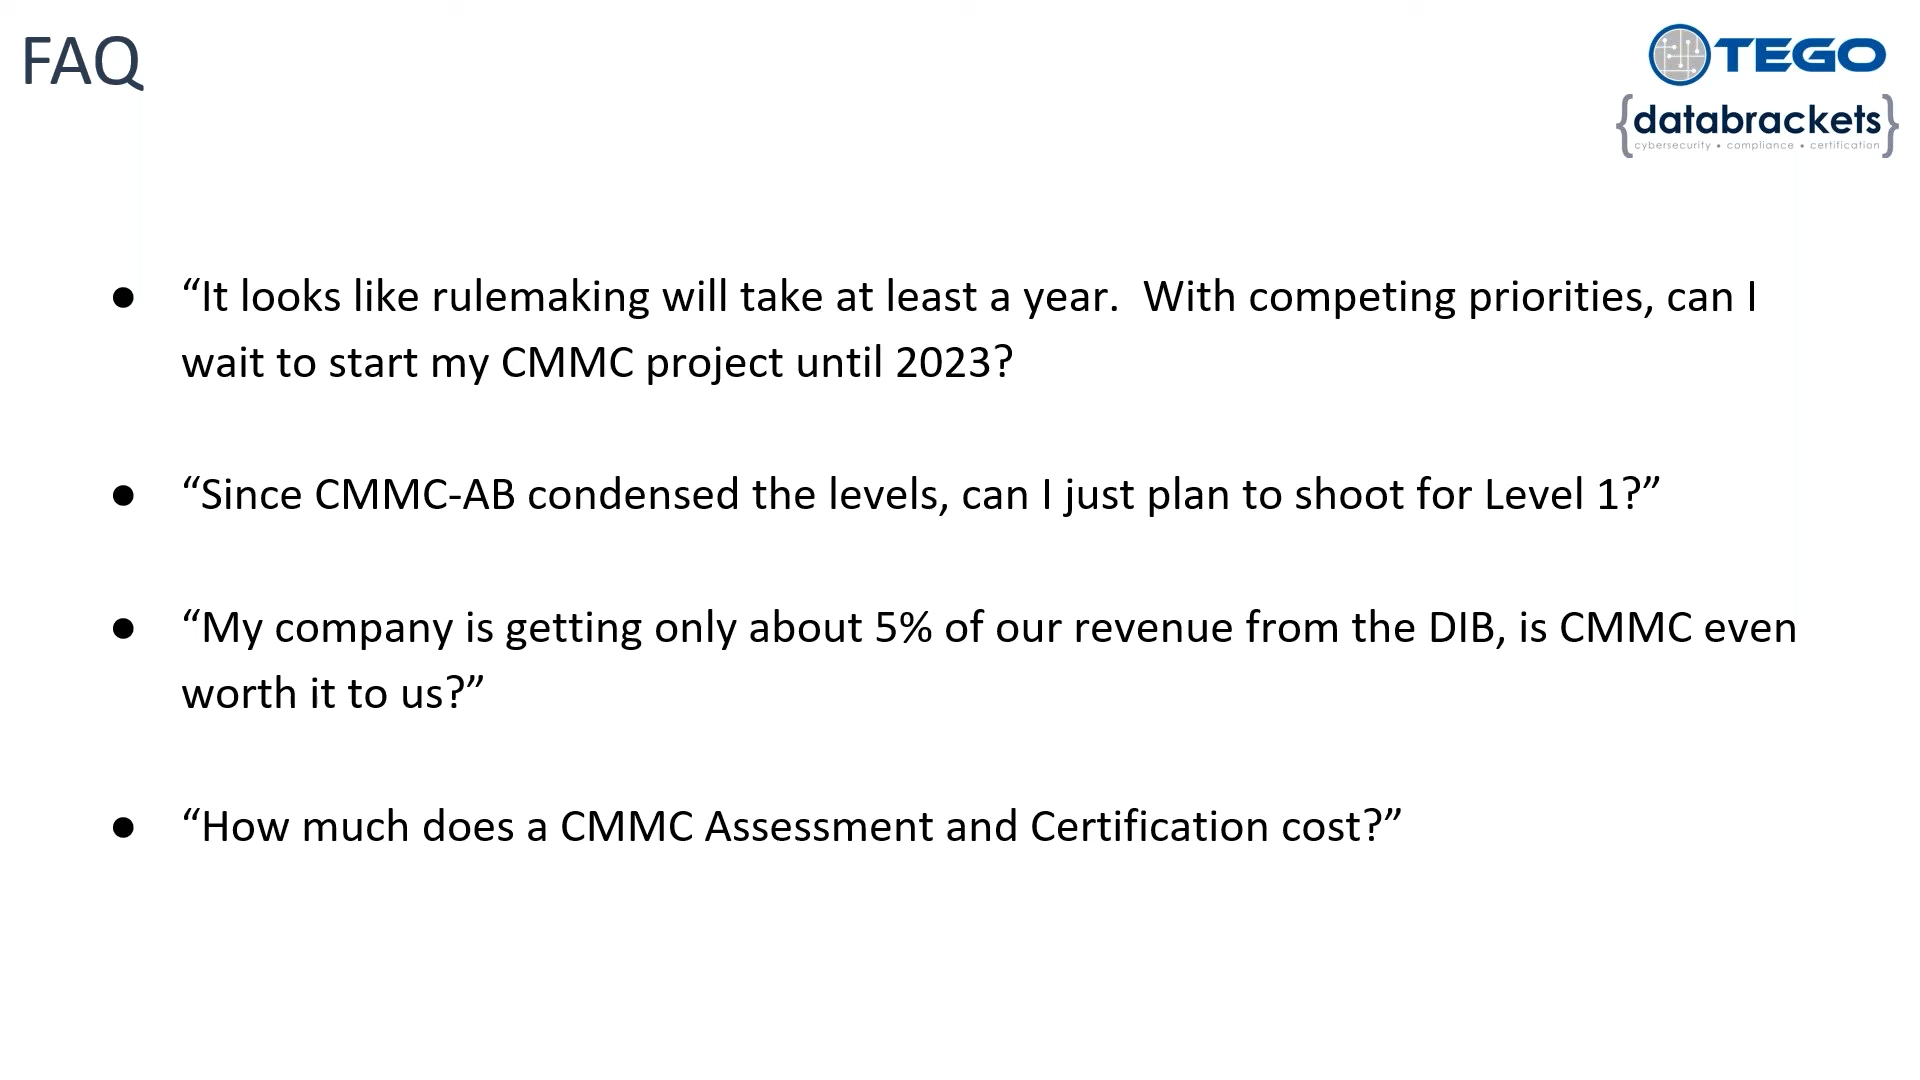 FAQ
TEGO
{databrackets}
cybersecurity • compliance • certification
● “It looks like rulemaking will take at least a year.  With competing priorities, can I
wait to start my CMMC project until 2023?
● “Since CMMC-AB condensed the levels, can I just plan to shoot for Level 1?”
● “My company is getting only about 5% of our revenue from the DIB, is CMMC even
worth it to us?”
● “How much does a CMMC Assessment and Certification cost?”